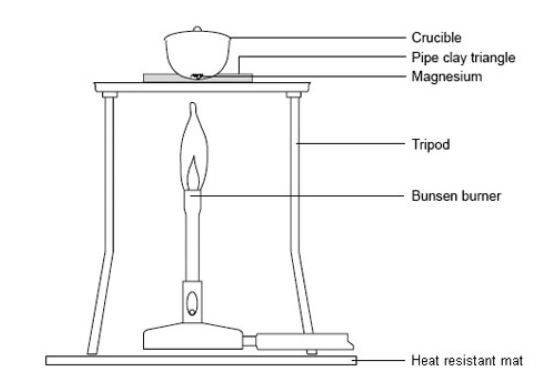 Crucible
Pipe clay triangle
Magnesium
Tripod
Bunsen burner
Heat resistant mat